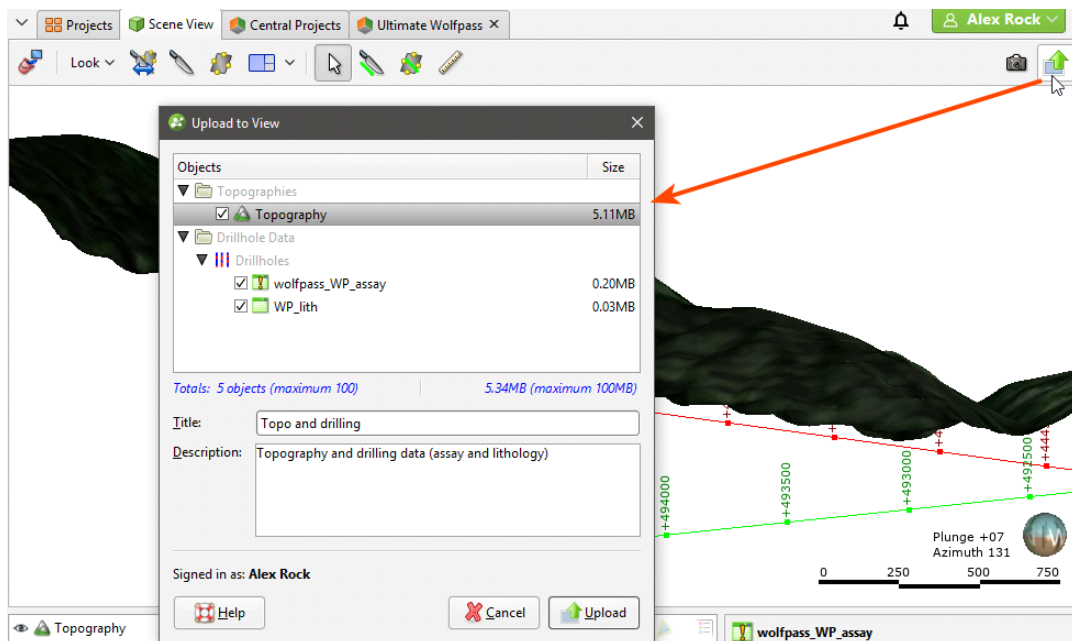 Projects Scene View Central Projects Ultimate Wolfpass Alex Rock
Look
Upload to View
Objects Size
Topographies
Topography 5.11MB
Drillhole Data
Drillholes
wolfpass_WP_assay 0.20MB
WP_lith 0.03MB
Totals: 5 objects (maximum 100) 5.34MB (maximum 100MB)
Title: Topo and drilling
Description: Topography and drilling data (assay and lithology)
+494000
+493500
+493000
+492500
Plunge +07
Azimuth 131
0 250 500 750
Signed in as: Alex Rock
Help Cancel Upload
Topography wolfpass_WP_assay